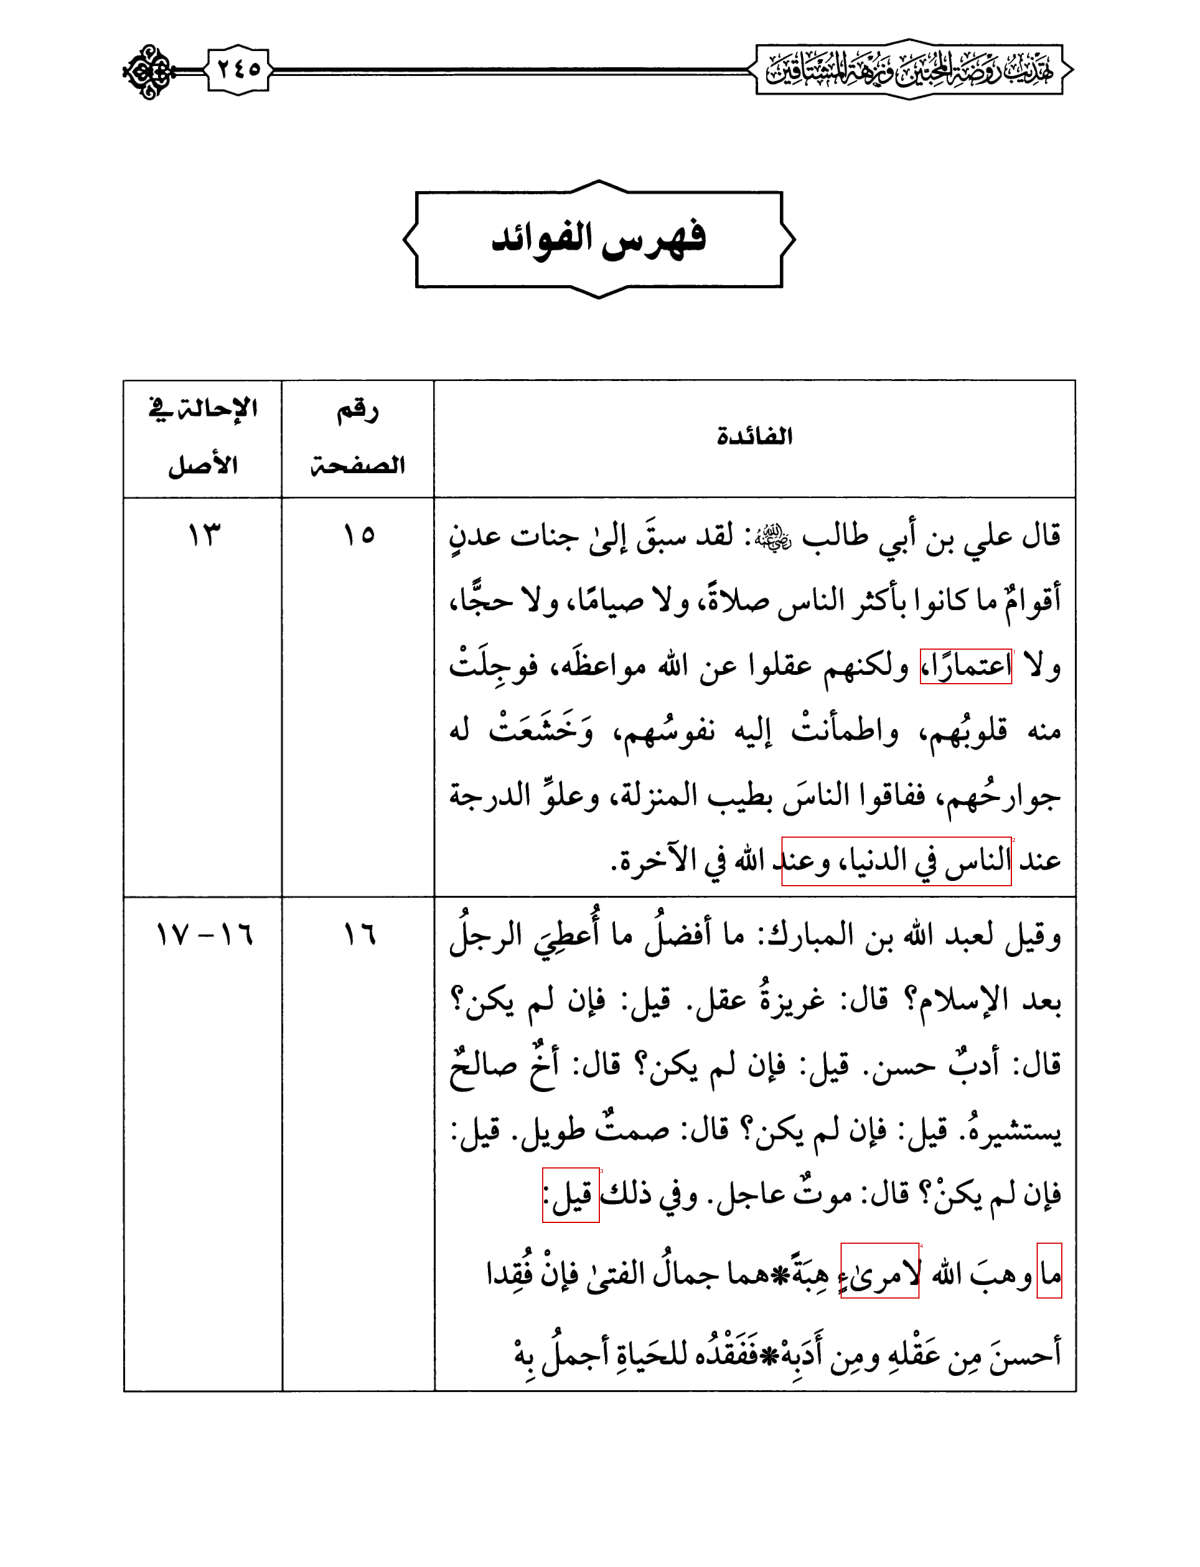 تهذيب روضة المحبين ونزهة المشتاقين
٢٤٥
فهرس الفوائد
الفائدة
رقم
الصفحة
الإحالة في
الأصل
قال علي بن أبي طالب رضي الله عنه: لقد سبقَ إلىٰ جنات عدنٍ
أقوامٌ ما كانوا بأكثر الناس صلاةً، ولا صيامًا، ولا حجًّا،
ولا اعتمارًا، ولكنهم عقلوا عن الله مواعظَه، فوجِلَتْ
منه قلوبُهم، واطمأنتْ إليه نفوسُهم، وَخَشَعَتْ له
جوارحُهم، ففاقوا الناسَ بطيب المنزلة، وعلوِّ الدرجة
عند الناس في الدنيا، وعند الله في الآخرة.
١٥
١٣
وقيل لعبد الله بن المبارك: ما أفضلُ ما أُعطِيَ الرجلُ
بعد الإسلام؟ قال: غريزةُ عقل. قيل: فإن لم يكن؟
قال: أدبٌ حسن. قيل: فإن لم يكن؟ قال: أخٌ صالحٌ
يستشيرهُ. قيل: فإن لم يكن؟ قال: صمتٌ طويل. قيل:
فإن لم يكنْ؟ قال: موتٌ عاجل. وفي ذلك قيل:
ما وهبَ الله لامرىٰءٍ هِبَةً*هما جمالُ الفتىٰ فإنْ فُقِدا
أحسنَ مِن عَقْلهِ ومِن أَدَبِهْ*فَفَقْدُه للحَياةِ أجملُ بِهْ
١٦
١٦ – ١٧